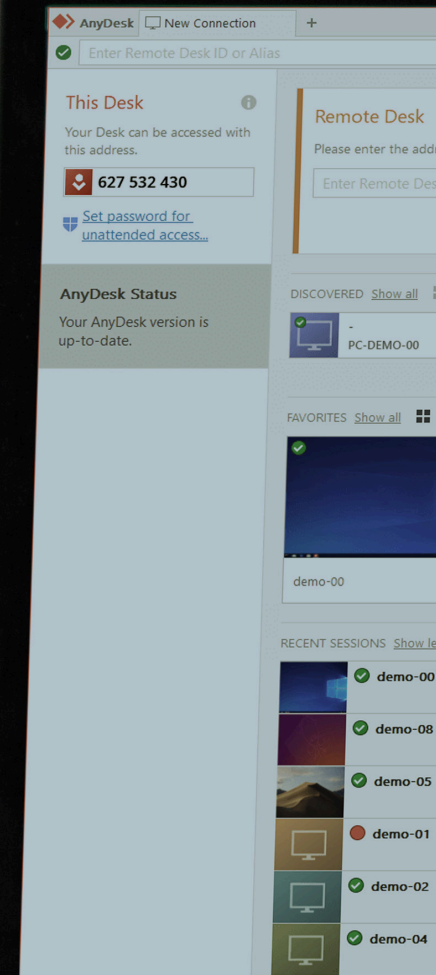 AnyDesk
New Connection
+
Enter Remote Desk ID or Alias
This Desk
Your Desk can be accessed with
this address.
627 532 430
Set password for
unattended access...
AnyDesk Status
Your AnyDesk version is
up-to-date.
Remote Desk
Please enter the
Enter Remote
DISCOVERED Show all
-
PC-DEMO-00
FAVORITES Show all
demo-00
RECENT SESSIONS Show
demo-00
demo-08
demo-05
demo-01
demo-02
demo-04